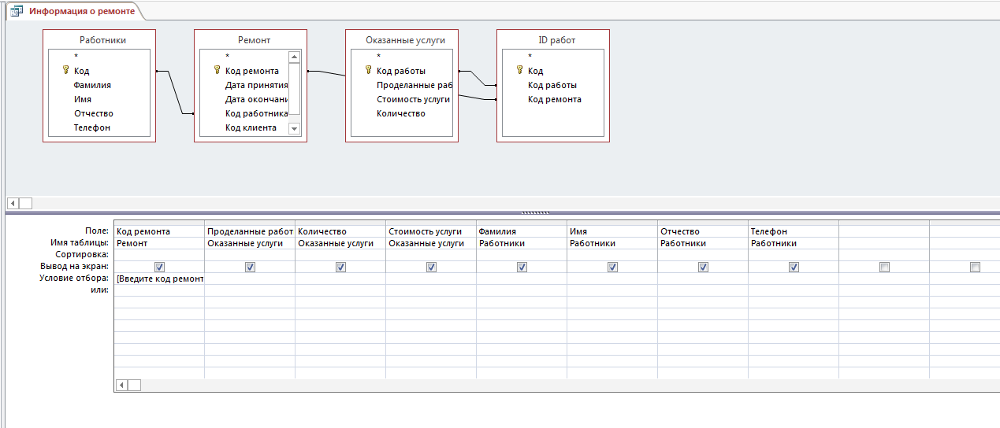 Информация о ремонте
Работники
*
Код
Фамилия
Имя
Отчество
Телефон
Ремонт
*
Код ремонта
Дата принятия
Дата окончани
Код работника
Код клиента
Оказанные услуги
*
Код работы
Проделанные раб
Стоимость услуги
Количество
ID работ
*
Код
Код работы
Код ремонта
Поле: Код ремонта Проделанные работ Количество Стоимость услуги Фамилия Имя Отчество Телефон
Имя таблицы: Ремонт Оказанные услуги Оказанные услуги Оказанные услуги Работники Работники Работники Работники
Сортировка:
Вывод на экран:
Условие отбора: [Введите код ремонт
или: